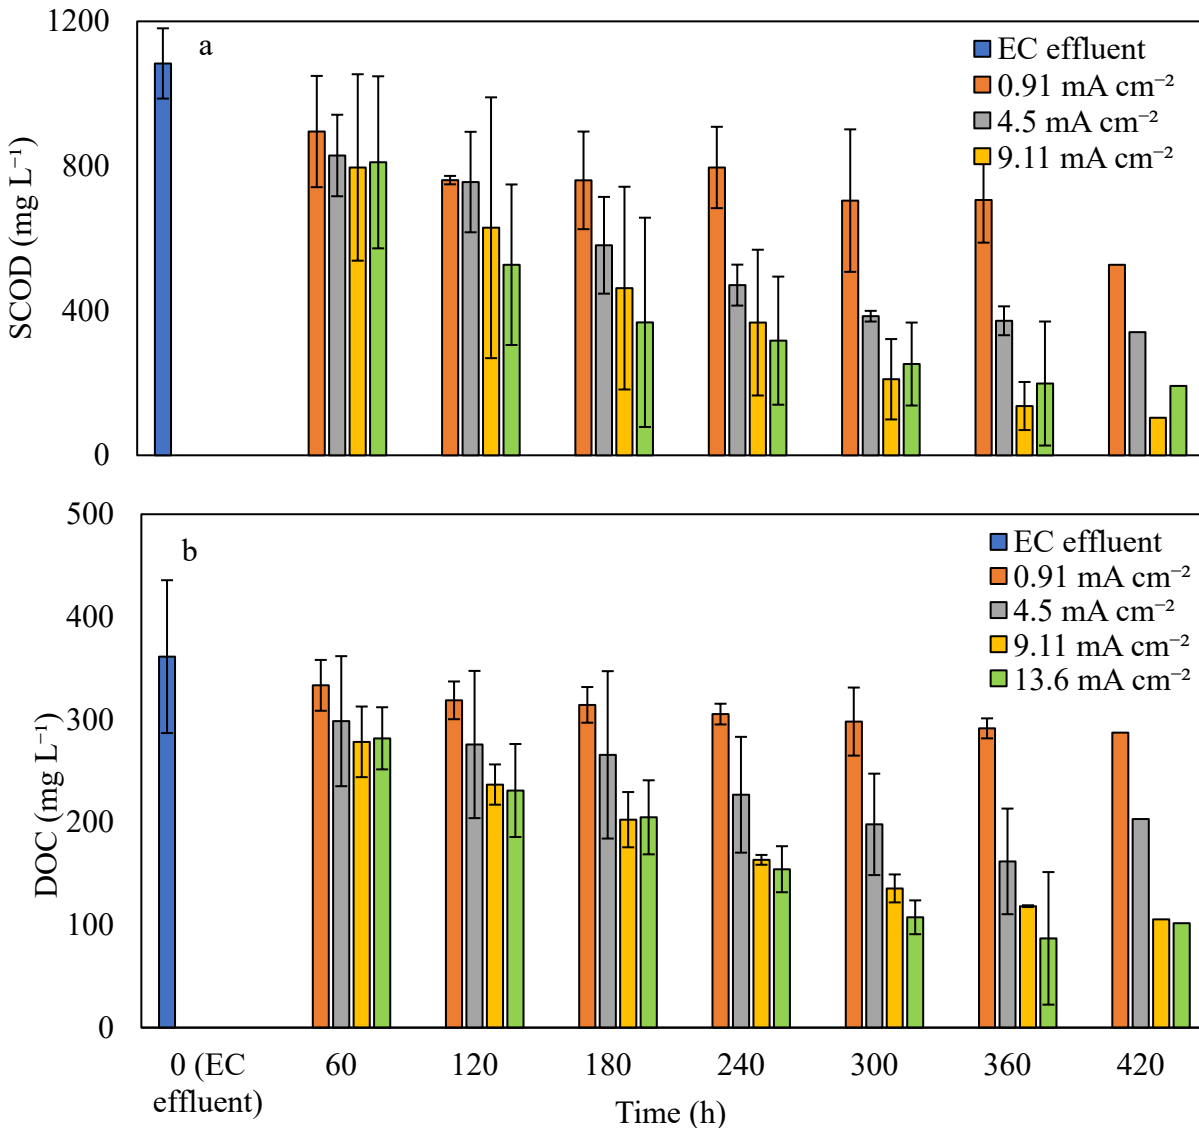 1200
800
400
0
SCOD (mg L⁻¹)
a
EC effluent
0.91 mA cm⁻²
4.5 mA cm⁻²
9.11 mA cm⁻²
500
400
300
200
100
0
DOC (mg L⁻¹)
b
EC effluent
0.91 mA cm⁻²
4.5 mA cm⁻²
9.11 mA cm⁻²
13.6 mA cm⁻²
0 (EC
effluent)
60 120 180 240 300 360 420
Time (h)